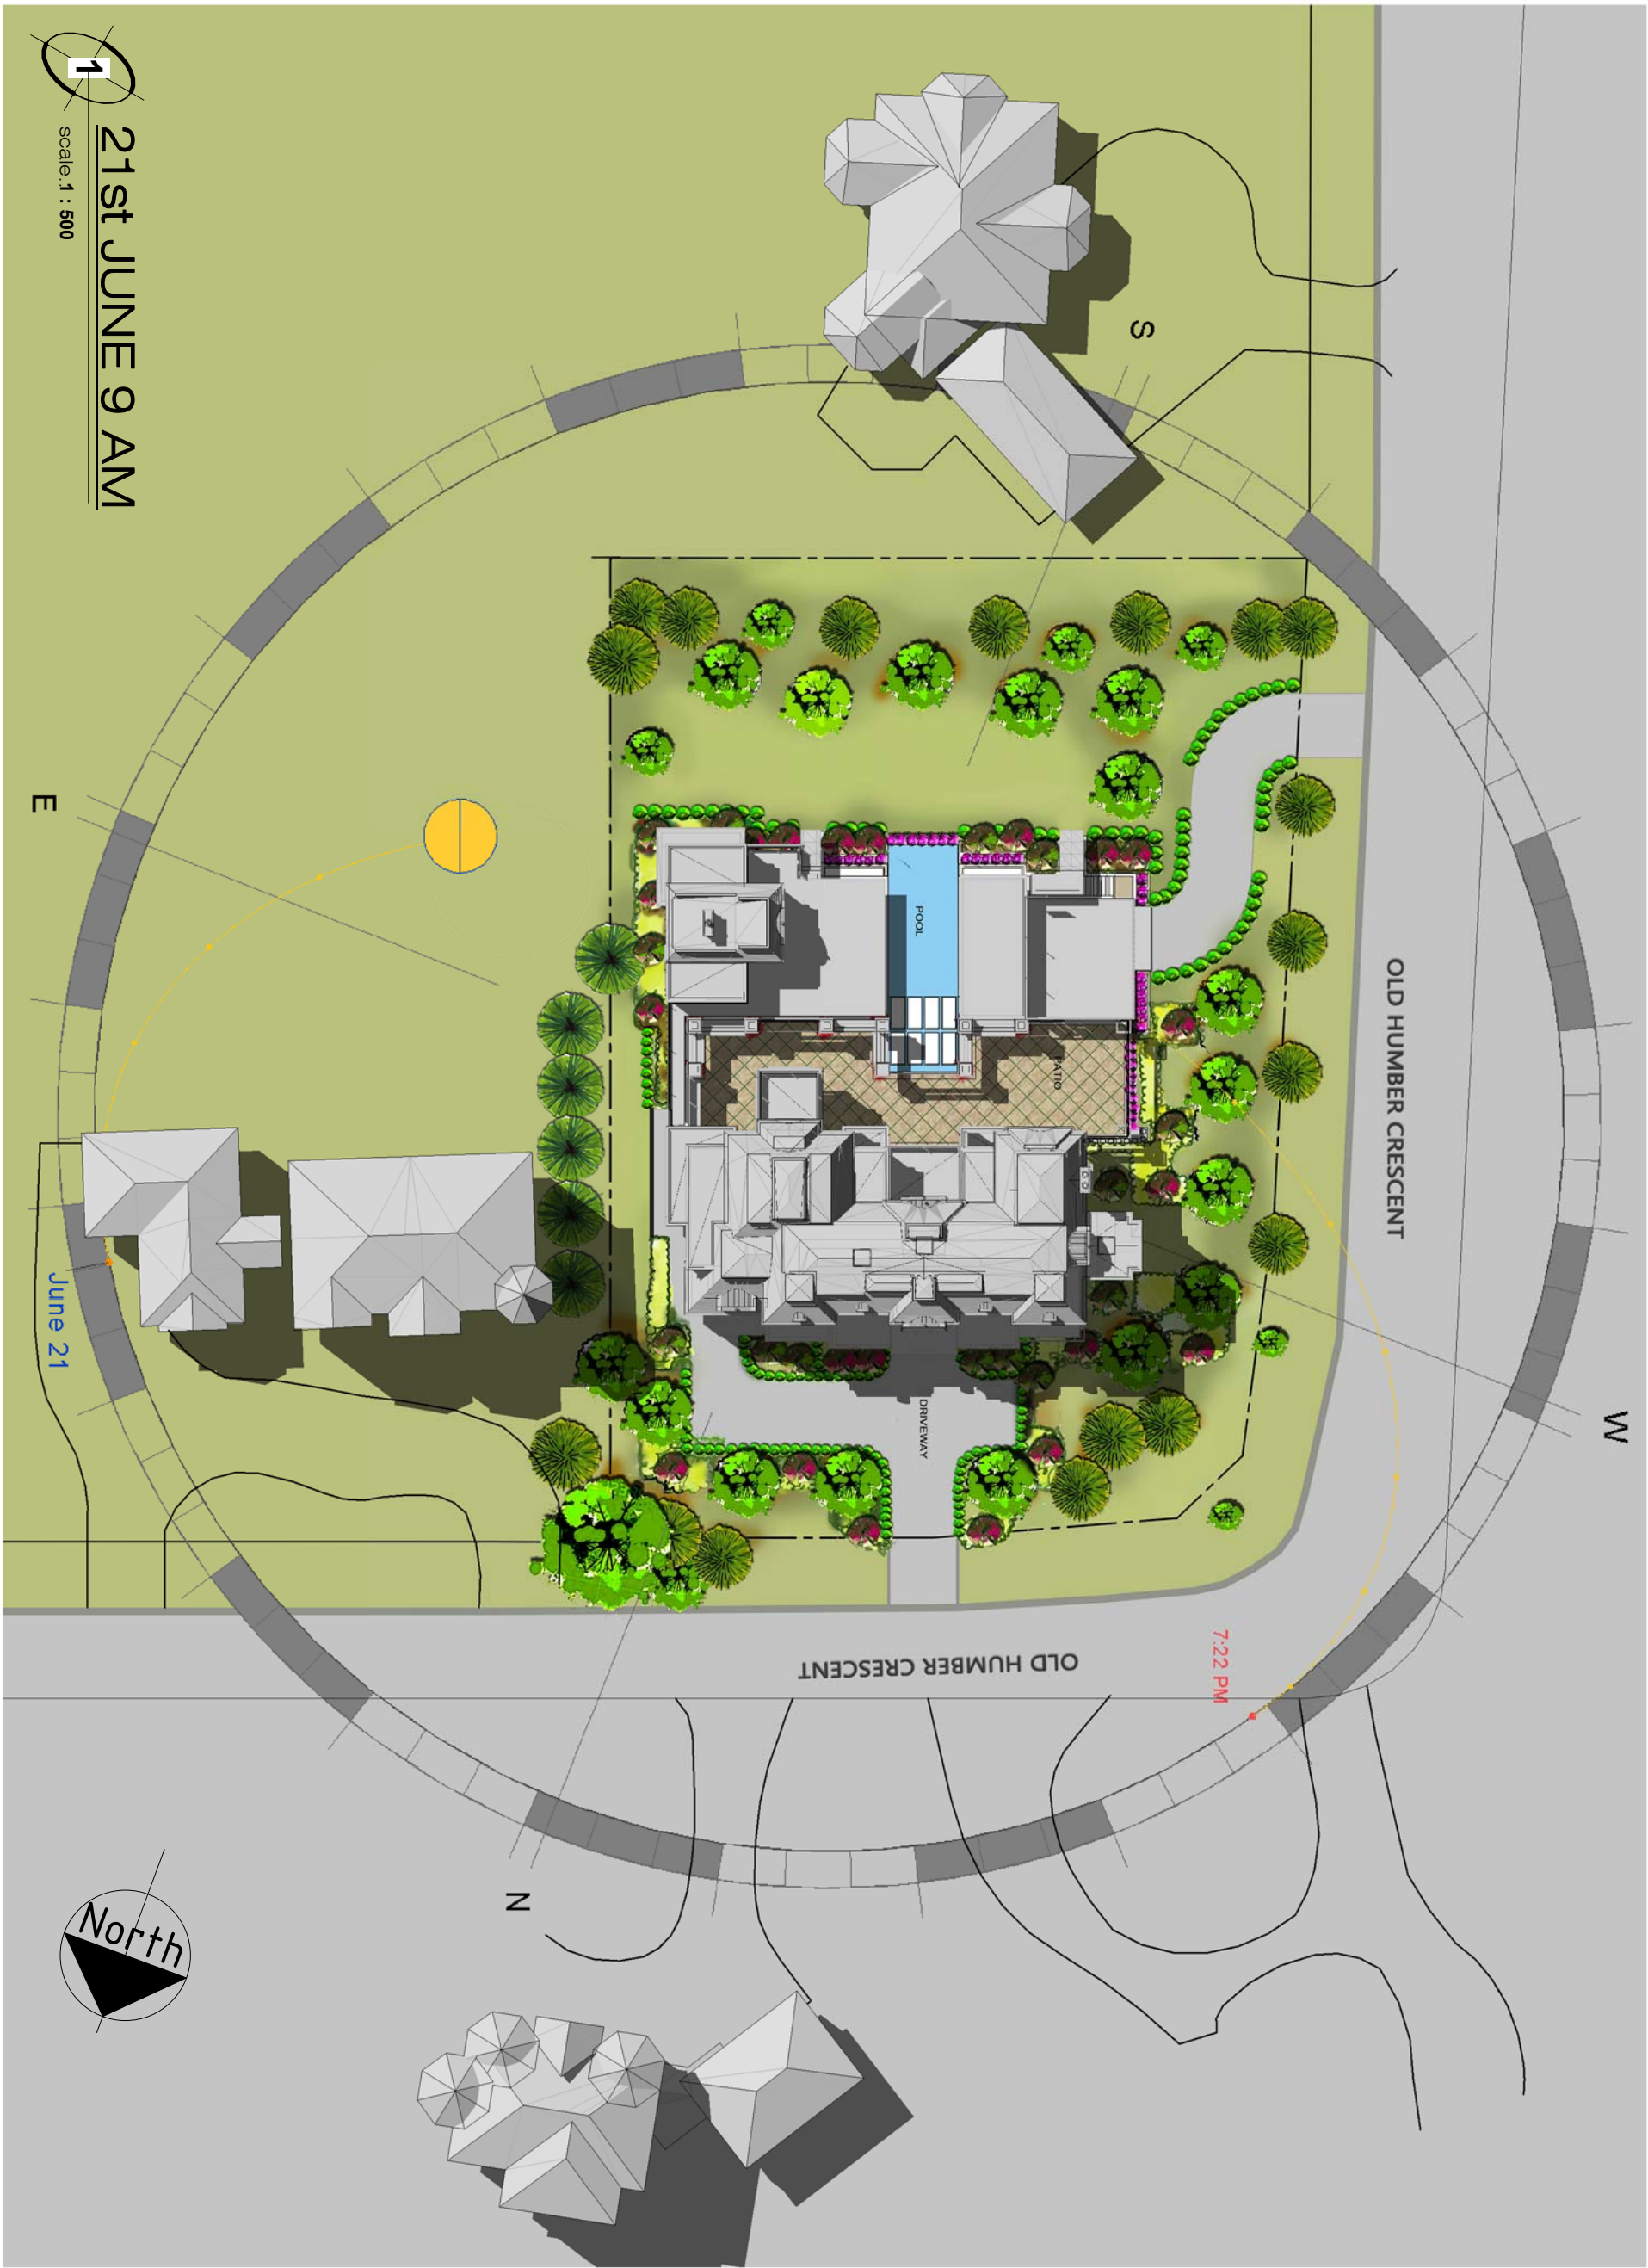 1
21st JUNE 9 AM
scale.1 : 500
S
E
POOL
PATIO
OLD HUMBER CRESCENT
W
June 21
DRIVEWAY
OLD HUMBER CRESCENT
7:22 PM
N
North